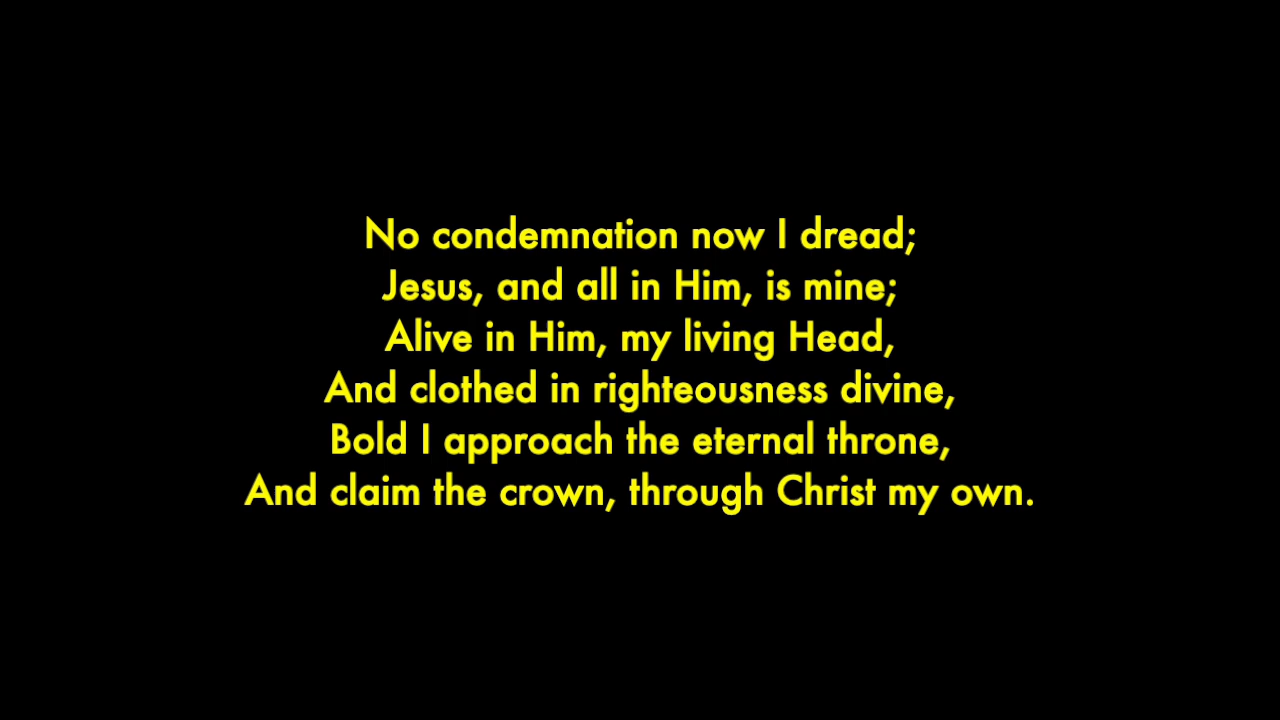 No condemnation now I dread;
Jesus, and all in Him, is mine;
Alive in Him, my living Head,
And clothed in righteousness divine,
Bold I approach the eternal throne,
And claim the crown, through Christ my own.